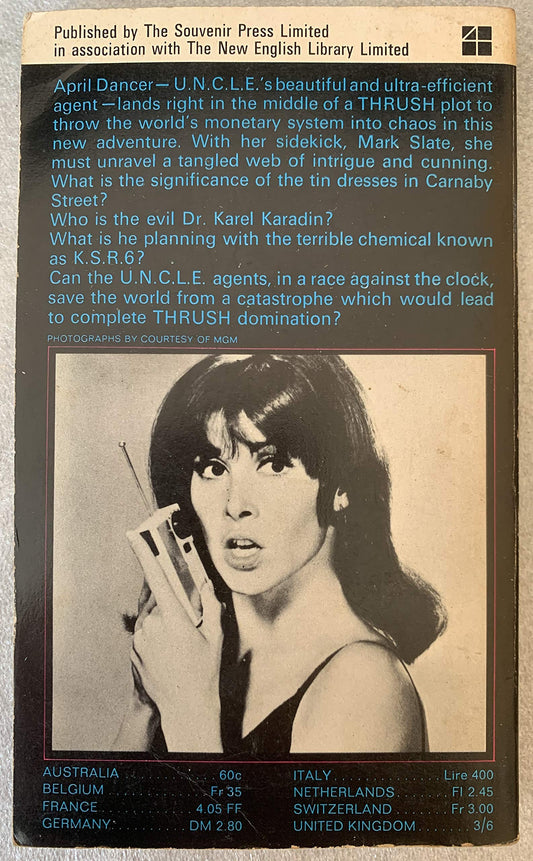 Published by The Souvenir Press Limited
in association with The New English Library Limited
April Dancer—U.N.C.L.E.'s beautiful and ultra-efficient
agent—lands right in the middle of a THRUSH plot to
throw the world's monetary system into chaos in this
new adventure. With her sidekick, Mark Slate, she
must unravel a tangled web of intrigue and cunning.
What is the significance of the tin dresses in Carnaby
Street?
Who is the evil Dr. Karel Karadin?
What is he planning with the terrible chemical known
as K.S.R.6?
Can the U.N.C.L.E. agents, in a race against the clock,
save the world from a catastrophe which would lead
to complete THRUSH domination?
PHOTOGRAPHS BY COURTESY OF MGM
AUSTRALIA .......... 60c
BELGIUM .......... Fr 35
FRANCE .......... 4.05 FF
GERMANY .......... DM 2.80
ITALY .......... Lire 400
NETHERLANDS .......... Fl 2.45
SWITZERLAND .......... Fr 3.00
UNITED KINGDOM .......... 3/6